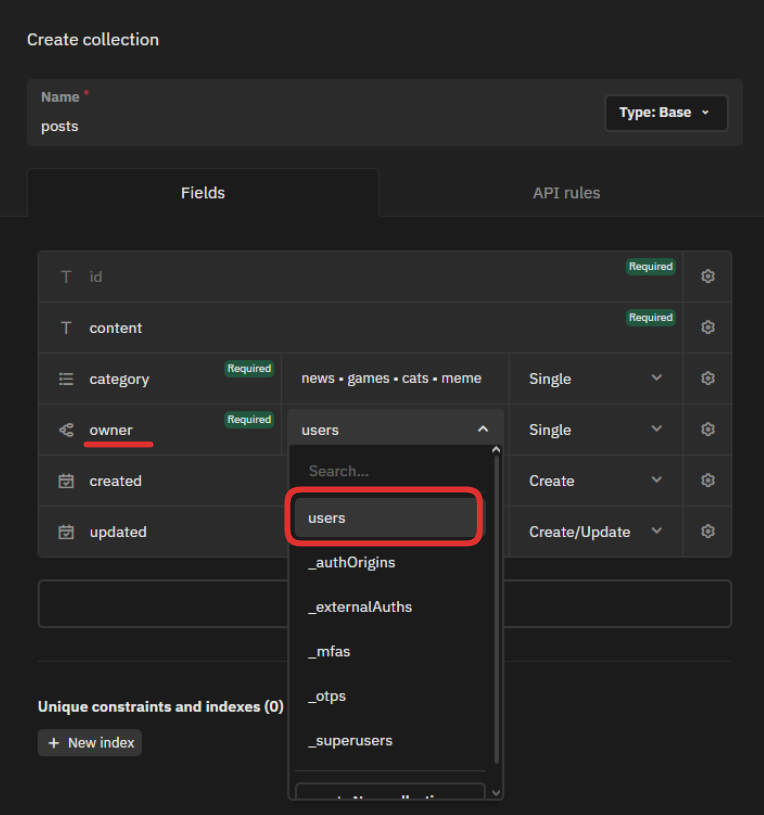 Create collection
Name *
posts
Type: Base
Fields
API rules
id Required
content Required
category Required news • games • cats • meme Single
owner Required users Single
Search...
created Create
users
updated Create/Update
_authOrigins
_externalAuths
_mfas
_otps
Unique constraints and indexes (0)
_superusers
+ New index